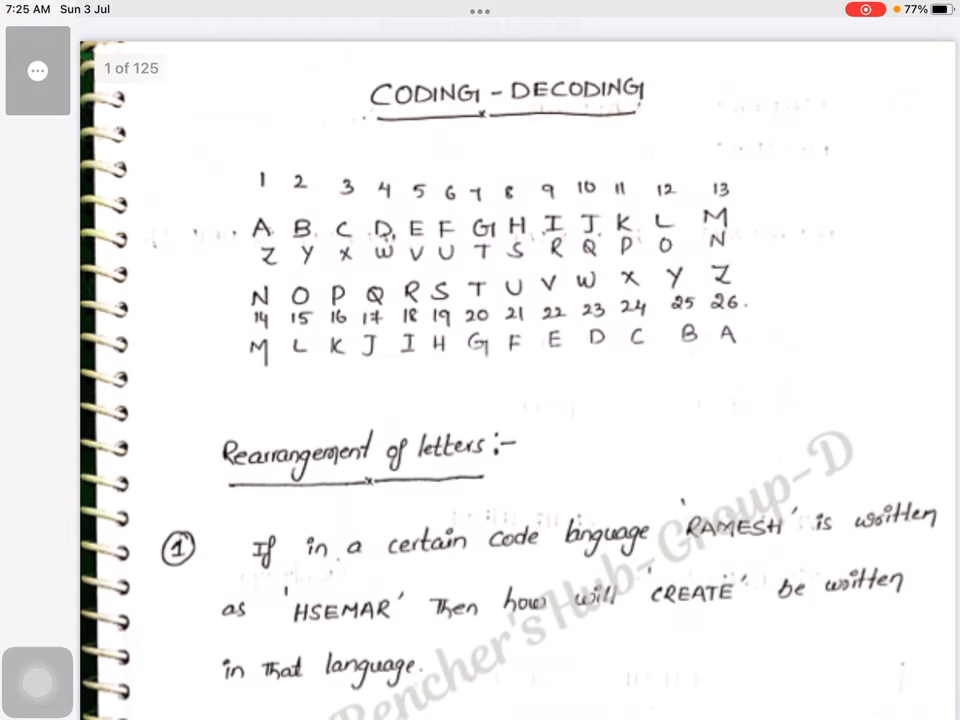 7:25 AM Sun 3 Jul
77%
1 of 125
CODING - DECODING
1 2 3 4 5 6 7 8 9 10 11 12 13
A B C D E F G H I J K L M
Z Y X W V U T S R Q P O N
N O P Q R S T U V W X Y Z
14 15 16 17 18 19 20 21 22 23 24 25 26.
M L K J I H G F E D C B A
Rearrangement of letters :-
1 If in a certain code language 'RAMESH' is written
as 'HSEMAR' Then how will 'CREATE' be written
in that language.
Bencher's Hub-Group-D